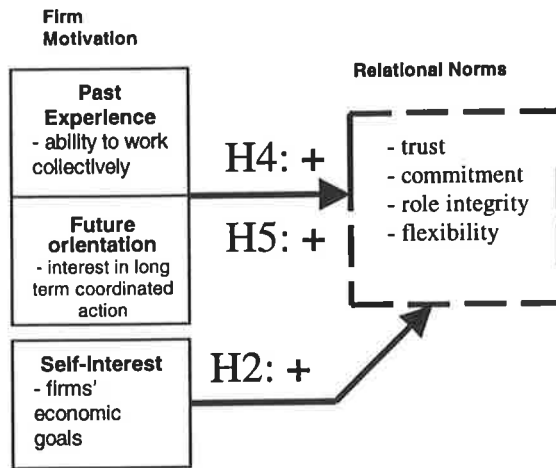 Firm
Motivation
Past
Experience
- ability to work
collectively
Future
orientation
- interest in long
term coordinated
action
Self-Interest
- firms'
economic
goals
H4: +
H5: +
H2: +
Relational Norms
- trust
- commitment
- role integrity
- flexibility